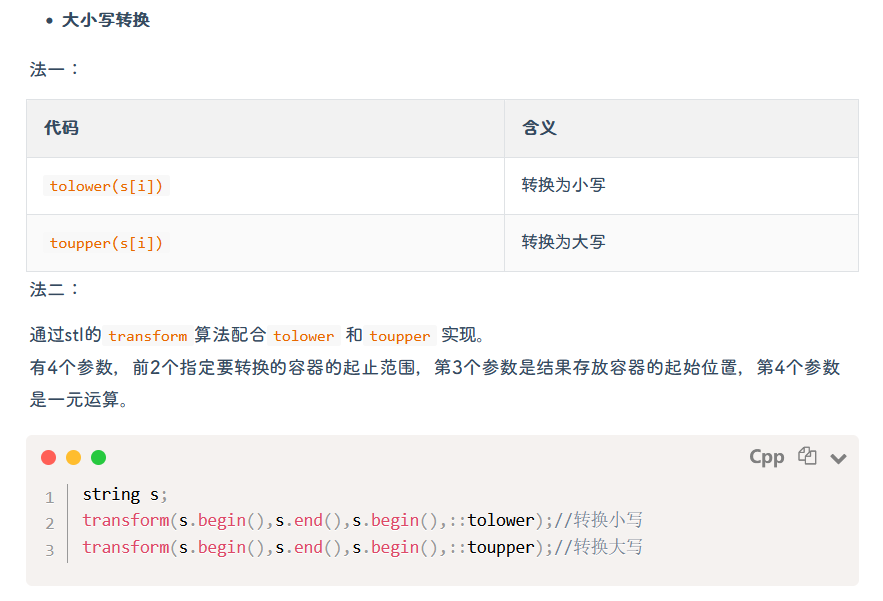 大小写转换
法一：
代码 含义
tolower(s[i]) 转换为小写
toupper(s[i]) 转换为大写
法二：
通过stl的 transform 算法配合 tolower 和 toupper 实现。
有4个参数，前2个指定要转换的容器的起止范围，第3个参数是结果存放容器的起始位置，第4个参数
是一元运算。
Cpp
1 string s;
2 transform(s.begin(),s.end(),s.begin(),::tolower);//转换小写
3 transform(s.begin(),s.end(),s.begin(),::toupper);//转换大写